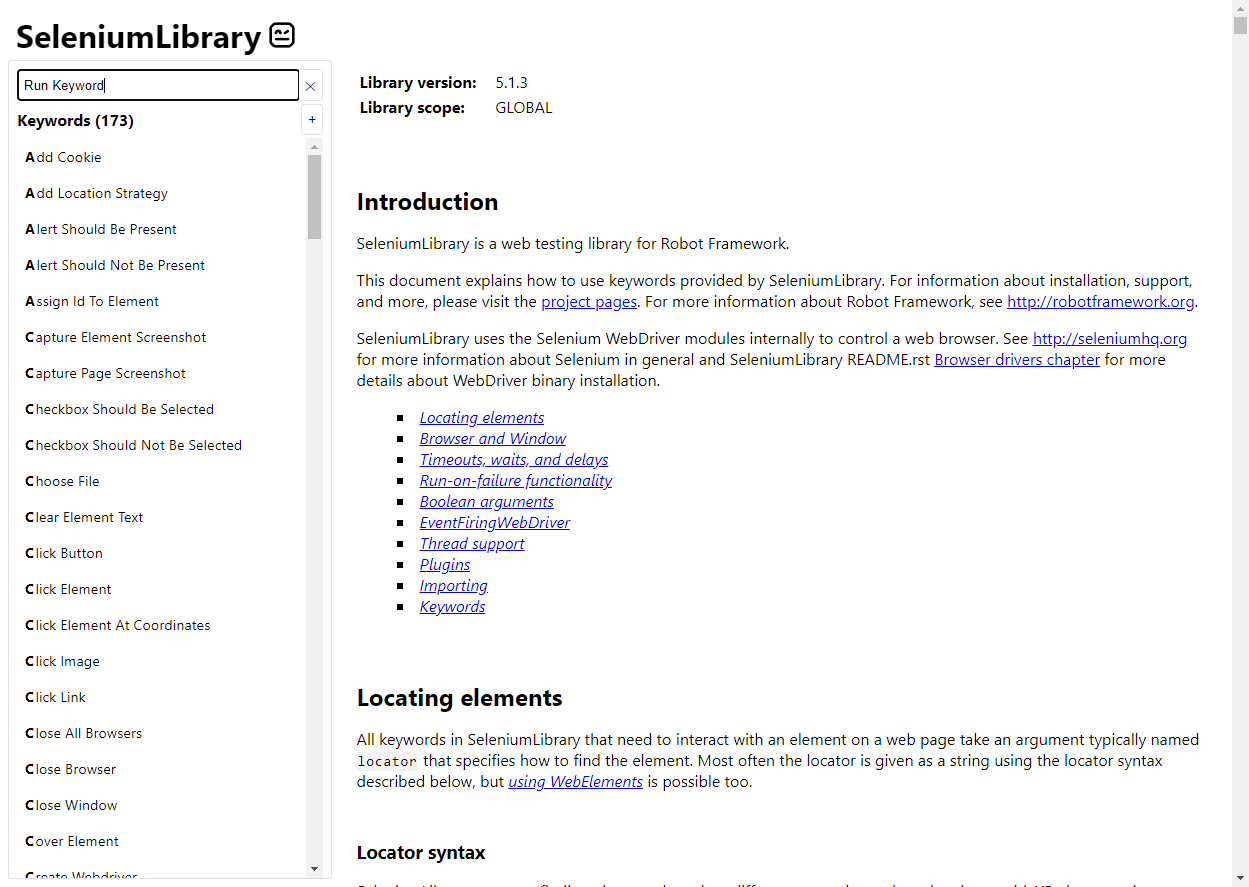 SeleniumLibrary
Run Keyword
Keywords (173)
+
Add Cookie
Add Location Strategy
Alert Should Be Present
Alert Should Not Be Present
Assign Id To Element
Capture Element Screenshot
Capture Page Screenshot
Checkbox Should Be Selected
Checkbox Should Not Be Selected
Choose File
Clear Element Text
Click Button
Click Element
Click Element At Coordinates
Click Image
Click Link
Close All Browsers
Close Browser
Close Window
Cover Element
Create Webdriver
Library version: 5.1.3
Library scope: GLOBAL
Introduction
SeleniumLibrary is a web testing library for Robot Framework.
This document explains how to use keywords provided by SeleniumLibrary. For information about installation, support,
and more, please visit the project pages. For more information about Robot Framework, see http://robotframework.org.
SeleniumLibrary uses the Selenium WebDriver modules internally to control a web browser. See http://seleniumhq.org
for more information about Selenium in general and SeleniumLibrary README.rst Browser drivers chapter for more
details about WebDriver binary installation.
Locating elements
Browser and Window
Timeouts, waits, and delays
Run-on-failure functionality
Boolean arguments
EventFiringWebDriver
Thread support
Plugins
Importing
Keywords
Locating elements
All keywords in SeleniumLibrary that need to interact with an element on a web page take an argument typically named
locator that specifies how to find the element. Most often the locator is given as a string using the locator syntax
described below, but using WebElements is possible too.
Locator syntax